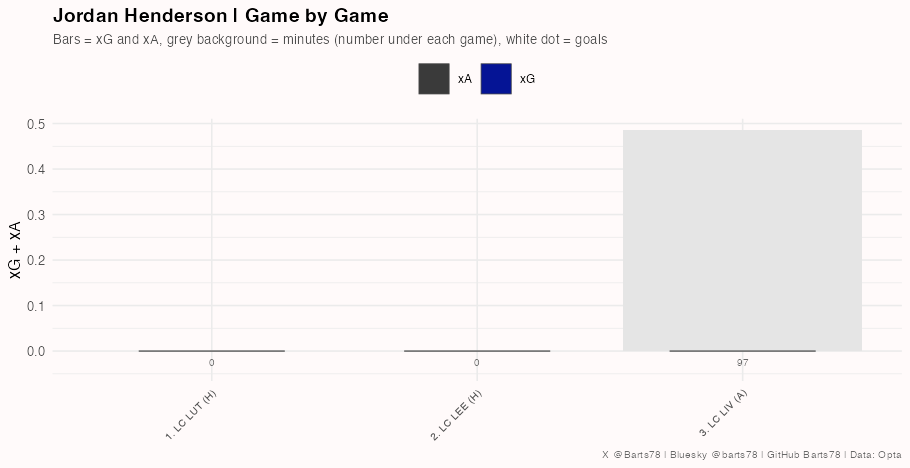 Jordan Henderson | Game by Game
Bars = xG and xA, grey background = minutes (number under each game), white dot = goals
xA xG
xG + xA
0.5
0.4
0.3
0.2
0.1
0.0
0 0 97
1. LC LUT (H) 2. LC LEE (H) 3. LC LIV (A)
X @Barts78 | Bluesky @barts78 | GitHub Barts78 | Data: Opta